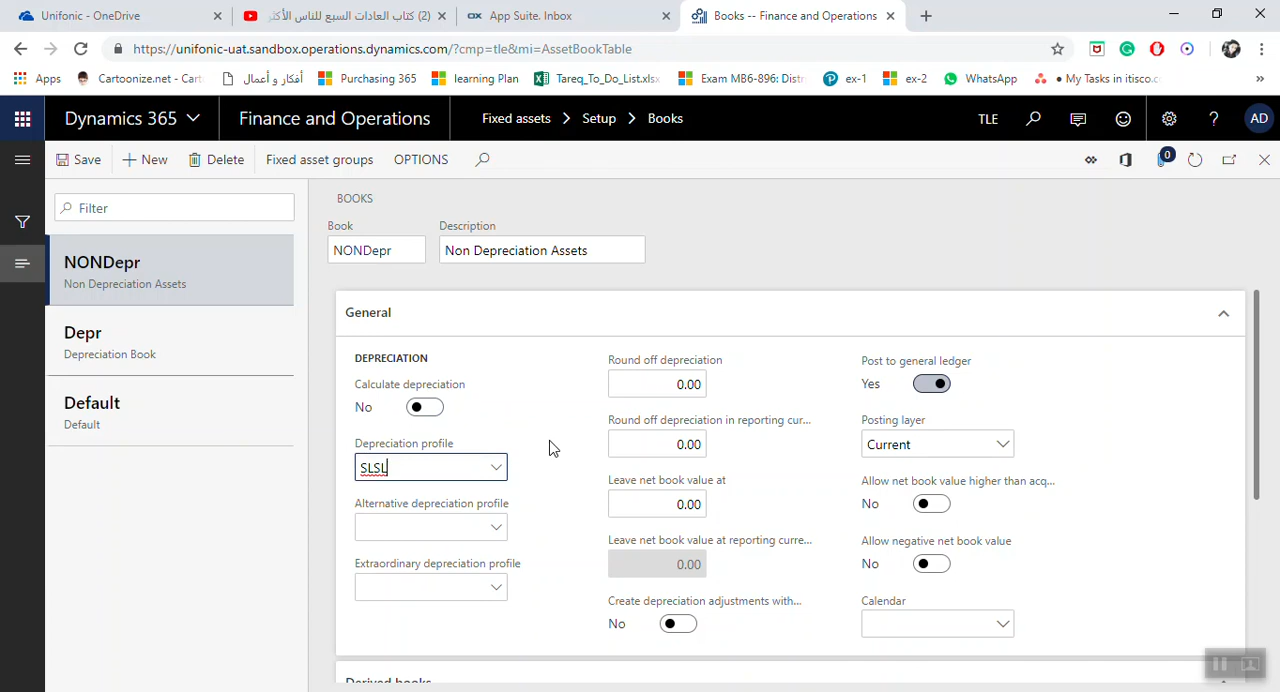 Unifonic - OneDrive
(2) كتاب العادات السبع للناس الأكثر
App Suite. Inbox
Books -- Finance and Operations
https://unifonic-uat.sandbox.operations.dynamics.com/?cmp=tle&mi=AssetBookTable
Apps
Cartoonize.net - Cart
أفكار و أعمال
Purchasing 365
learning Plan
Tareq_To_Do_List.xlsx
Exam MB6-896: Distr
ex-1
ex-2
WhatsApp
• My Tasks in itisco.c
»
Dynamics 365
Finance and Operations
Fixed assets > Setup > Books
TLE
?
AD
Save
New
Delete
Fixed asset groups
OPTIONS
0
Filter
NONDepr
Non Depreciation Assets
Depr
Depreciation Book
Default
Default
BOOKS
Book
Description
NONDepr
Non Depreciation Assets
General
DEPRECIATION
Calculate depreciation
No
Depreciation profile
SLSL
Alternative depreciation profile
Extraordinary depreciation profile
Round off depreciation
0.00
Round off depreciation in reporting cur...
0.00
Leave net book value at
0.00
Leave net book value at reporting curre...
0.00
Create depreciation adjustments with...
No
Post to general ledger
Yes
Posting layer
Current
Allow net book value higher than acq...
No
Allow negative net book value
No
Calendar
Derived books